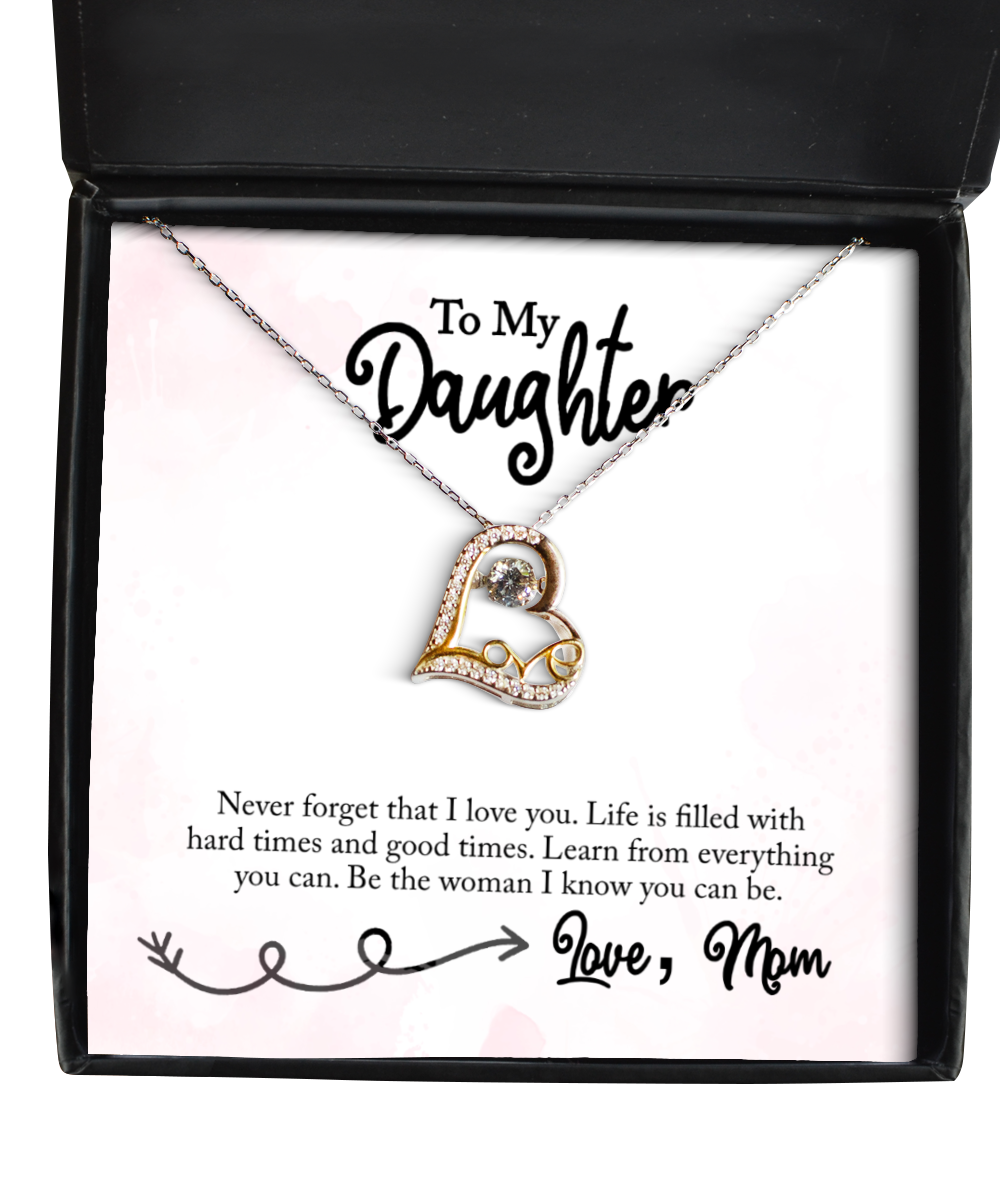 To My
Daughter
Love
Never forget that I love you. Life is filled with
hard times and good times. Learn from everything
you can. Be the woman I know you can be.
Love, Mom